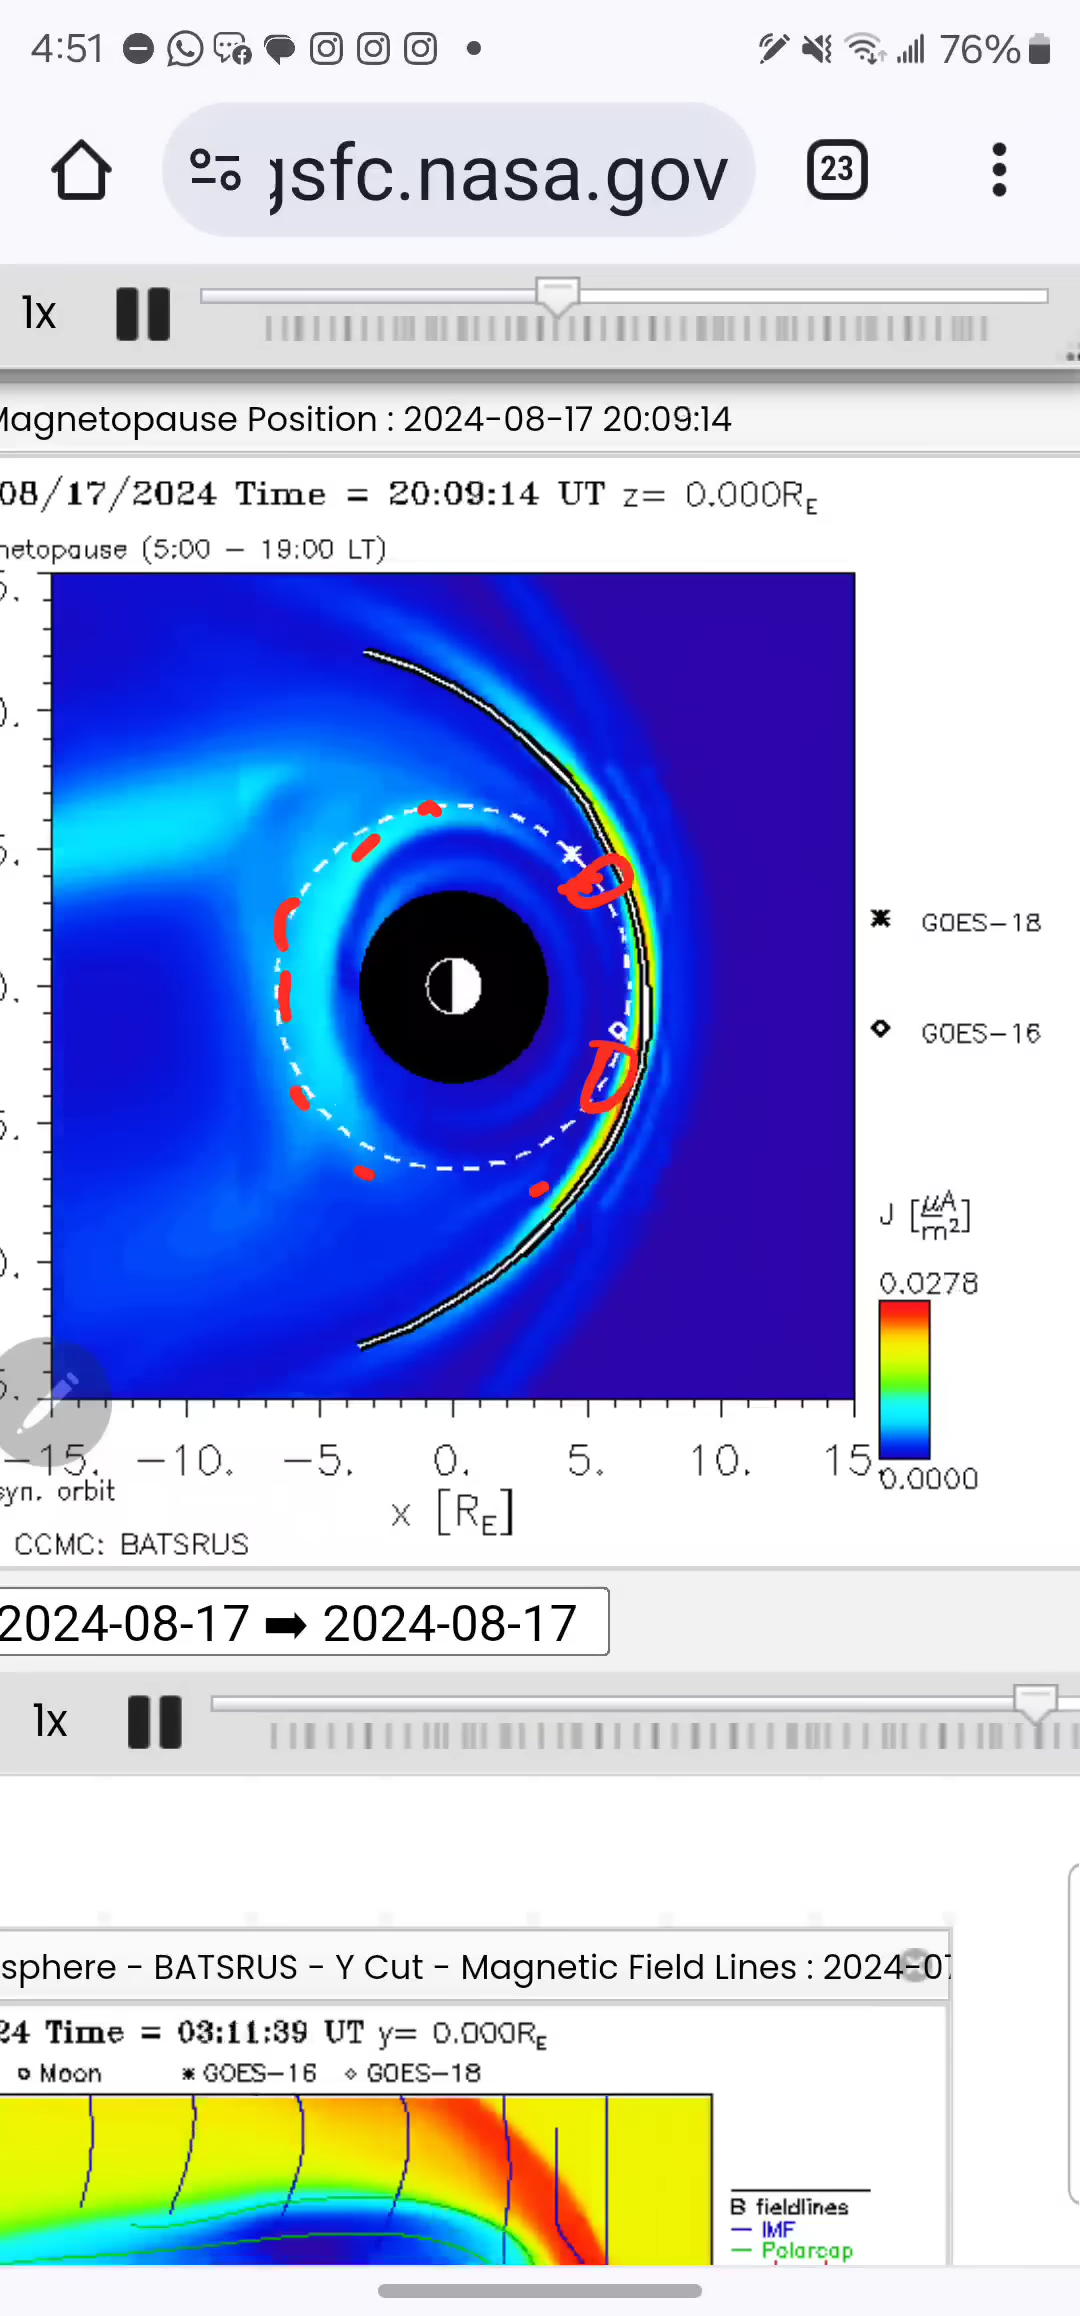 4:51 76%
gsfc.nasa.gov 23
1x
Magnetopause Position : 2024-08-17 20:09:14
08/17/2024 Time = 20:09:14 UT z= 0.000RE
netopause (5:00 – 19:00 LT)
GOES-18
GOES-16
J [μA/m2]
0.0278
0.0000
-15. -10. -5. 0. 5. 10. 15.
syn. orbit
x [RE]
CCMC: BATSRUS
2024-08-17 ➡ 2024-08-17
1x
sphere - BATSRUS - Y Cut - Magnetic Field Lines : 2024-07
24 Time = 03:11:39 UT y= 0.000RE
Moon GOES-16 GOES-18
B fieldlines
IMF
Polarcap